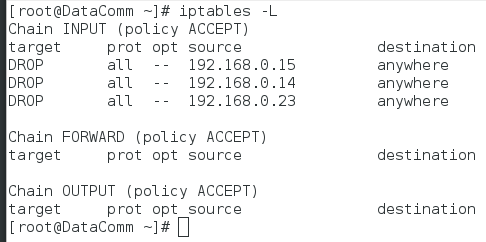 [root@DataComm ~]# iptables -L
Chain INPUT (policy ACCEPT)
target     prot opt source               destination
DROP       all  --  192.168.0.15         anywhere
DROP       all  --  192.168.0.14         anywhere
DROP       all  --  192.168.0.23         anywhere

Chain FORWARD (policy ACCEPT)
target     prot opt source               destination

Chain OUTPUT (policy ACCEPT)
target     prot opt source               destination
[root@DataComm ~]#